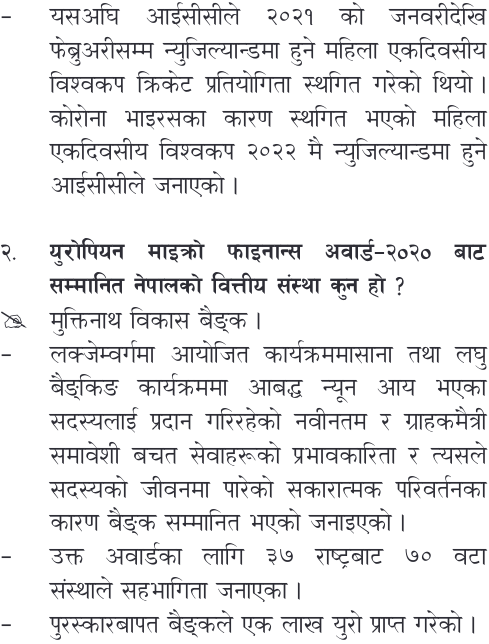 – यसअघि आईसीसीले २०२१ को जनवरीदेखि
फेब्रुअरीसम्म न्युजिल्यान्डमा हुने महिला एकदिवसीय
विश्वकप क्रिकेट प्रतियोगिता स्थगित गरेको थियो।
कोरोना भाइरसका कारण स्थगित भएको महिला
एकदिवसीय विश्वकप २०२२ मै न्युजिल्यान्डमा हुने
आईसीसीले जनाएको।
२. युरोपियन माइक्रो फाइनान्स अवार्ड-२०२० बाट
सम्मानित नेपालको वित्तीय संस्था कुन हो ?
मुक्तिनाथ विकास बैङ्क।
– लक्जेम्वर्गमा आयोजित कार्यक्रममासाना तथा लघु
बैङ्किङ कार्यक्रममा आबद्ध न्यून आय भएका
सदस्यलाई प्रदान गरिरहेको नवीनतम र ग्राहकमैत्री
समावेशी बचत सेवाहरूको प्रभावकारिता र त्यसले
सदस्यको जीवनमा पारेको सकारात्मक परिवर्तनका
कारण बैङ्क सम्मानित भएको जनाइएको।
– उक्त अवार्डका लागि ३७ राष्ट्रबाट ७० वटा
संस्थाले सहभागिता जनाएका।
– पुरस्कारबापत बैङ्कले एक लाख युरो प्राप्त गरेको।